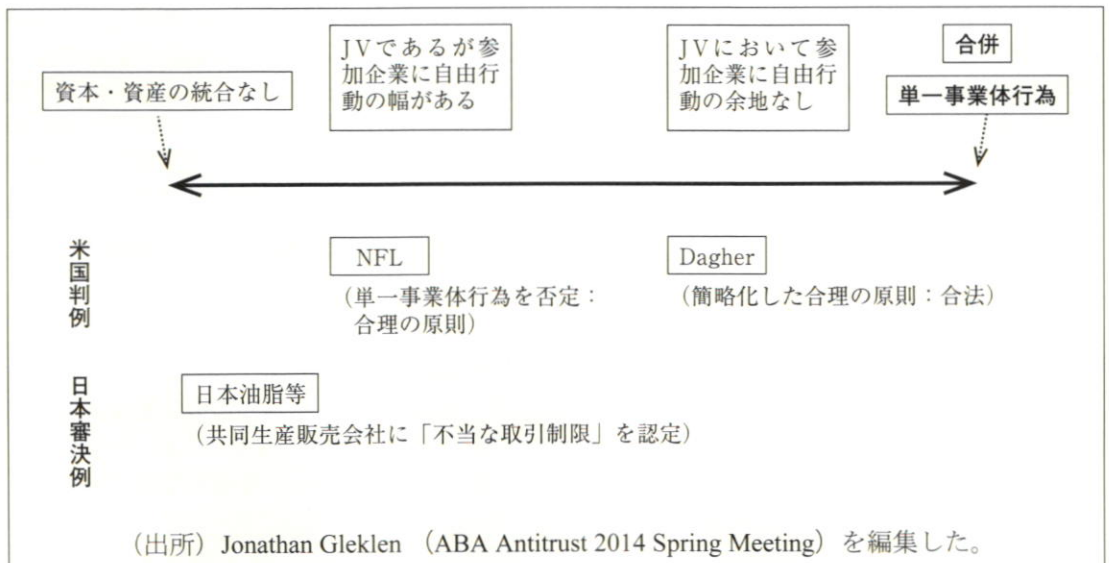 資本・資産の統合なし
JVであるが参
加企業に自由行
動の幅がある
JVにおいて参
加企業に自由行
動の余地なし
合併
単一事業体行為
米国判例
NFL
(単一事業体行為を否定:
合理の原則)
Dagher
(簡略化した合理の原則:合法)
日本審決例
日本油脂等
(共同生産販売会社に「不当な取引制限」を認定)
(出所) Jonathan Gleklen (ABA Antitrust 2014 Spring Meeting) を編集した。